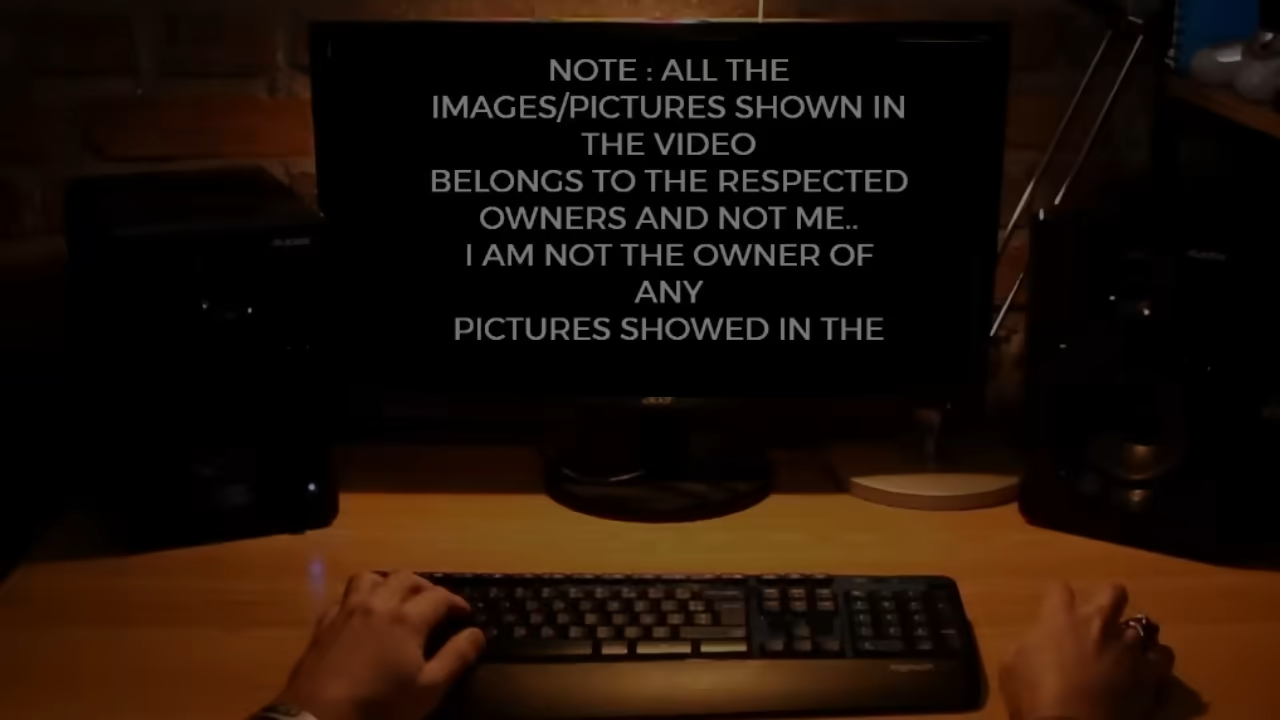 NOTE : ALL THE
IMAGES/PICTURES SHOWN IN
THE VIDEO
BELONGS TO THE RESPECTED
OWNERS AND NOT ME..
I AM NOT THE OWNER OF
ANY
PICTURES SHOWED IN THE